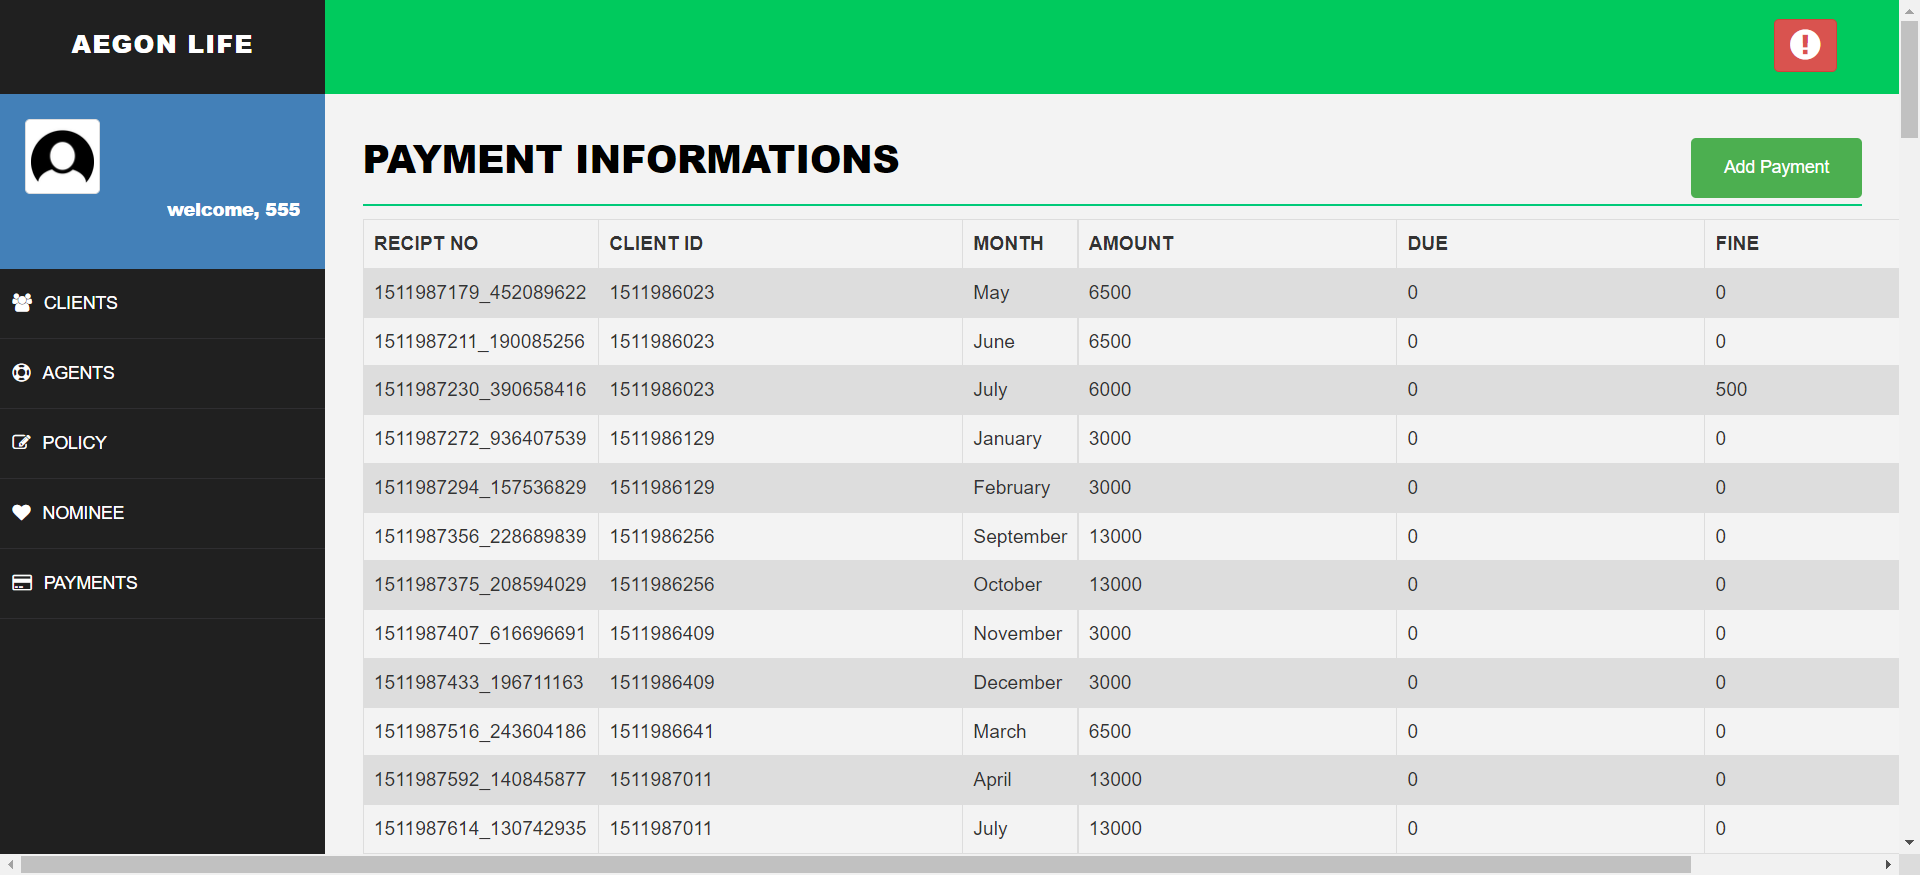 AEGON LIFE
welcome, 555
CLIENTS
AGENTS
POLICY
NOMINEE
PAYMENTS
PAYMENT INFORMATIONS
Add Payment
RECIPT NO CLIENT ID MONTH AMOUNT DUE FINE
1511987179_452089622 1511986023 May 6500 0 0
1511987211_190085256 1511986023 June 6500 0 0
1511987230_390658416 1511986023 July 6000 0 500
1511987272_936407539 1511986129 January 3000 0 0
1511987294_157536829 1511986129 February 3000 0 0
1511987356_228689839 1511986256 September 13000 0 0
1511987375_208594029 1511986256 October 13000 0 0
1511987407_616696691 1511986409 November 3000 0 0
1511987433_196711163 1511986409 December 3000 0 0
1511987516_243604186 1511986641 March 6500 0 0
1511987592_140845877 1511987011 April 13000 0 0
1511987614_130742935 1511987011 July 13000 0 0